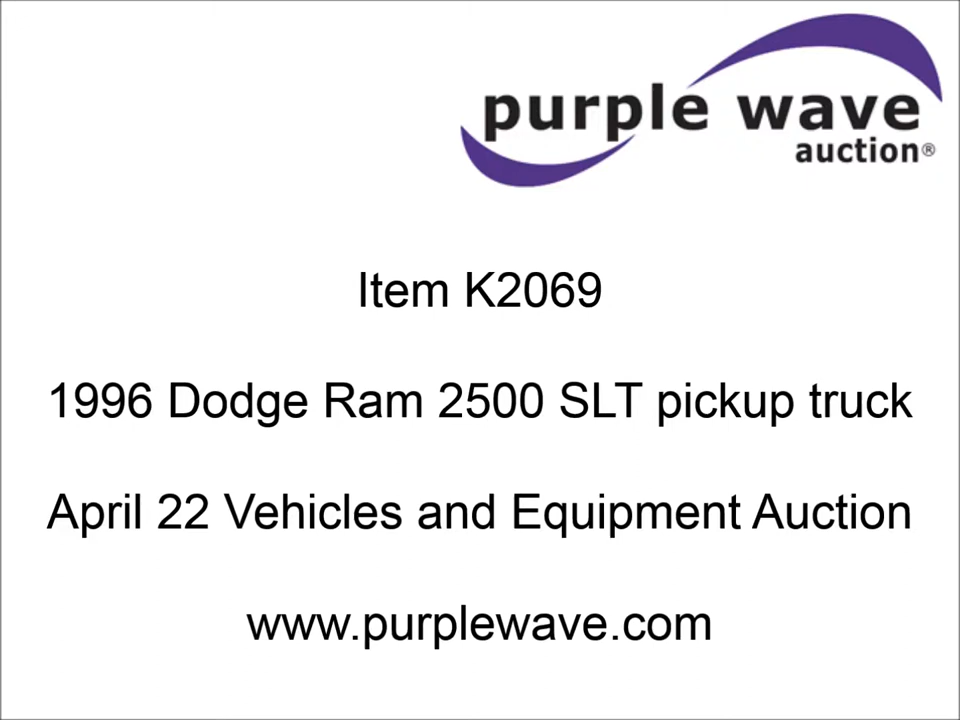 purple wave
auction®
Item K2069
1996 Dodge Ram 2500 SLT pickup truck
April 22 Vehicles and Equipment Auction
www.purplewave.com